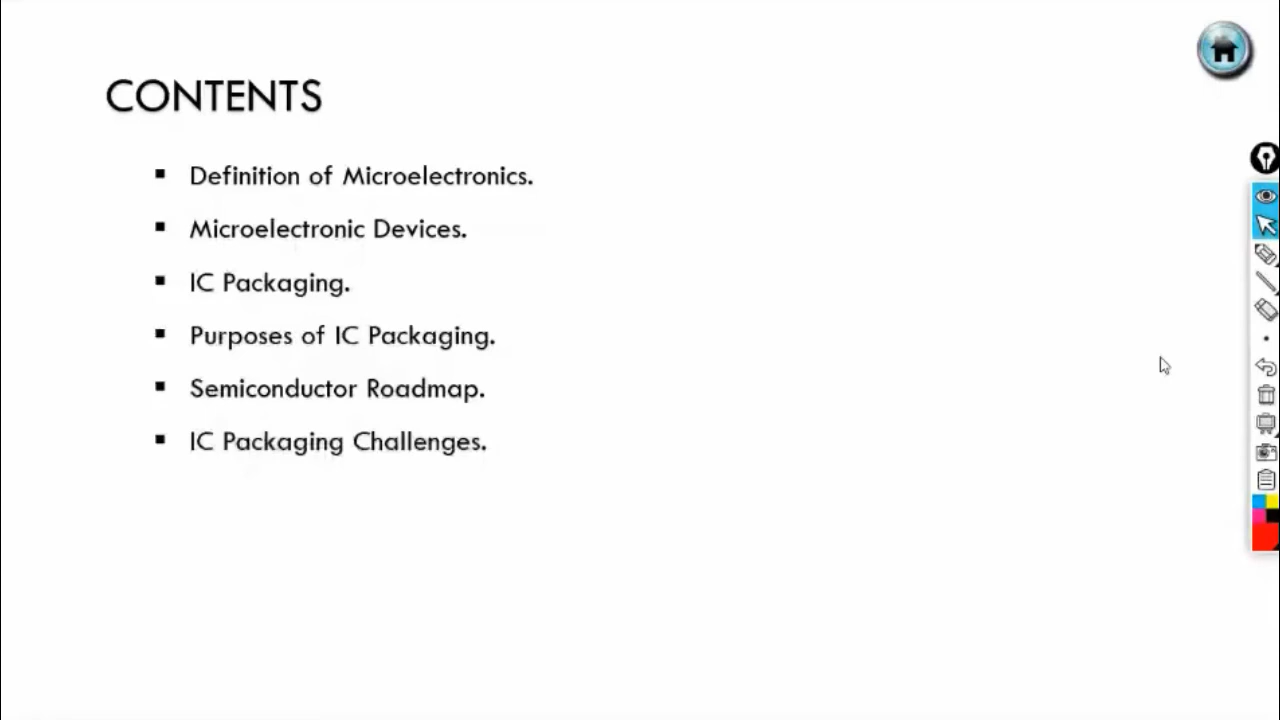 CONTENTS
Definition of Microelectronics.
Microelectronic Devices.
IC Packaging.
Purposes of IC Packaging.
Semiconductor Roadmap.
IC Packaging Challenges.